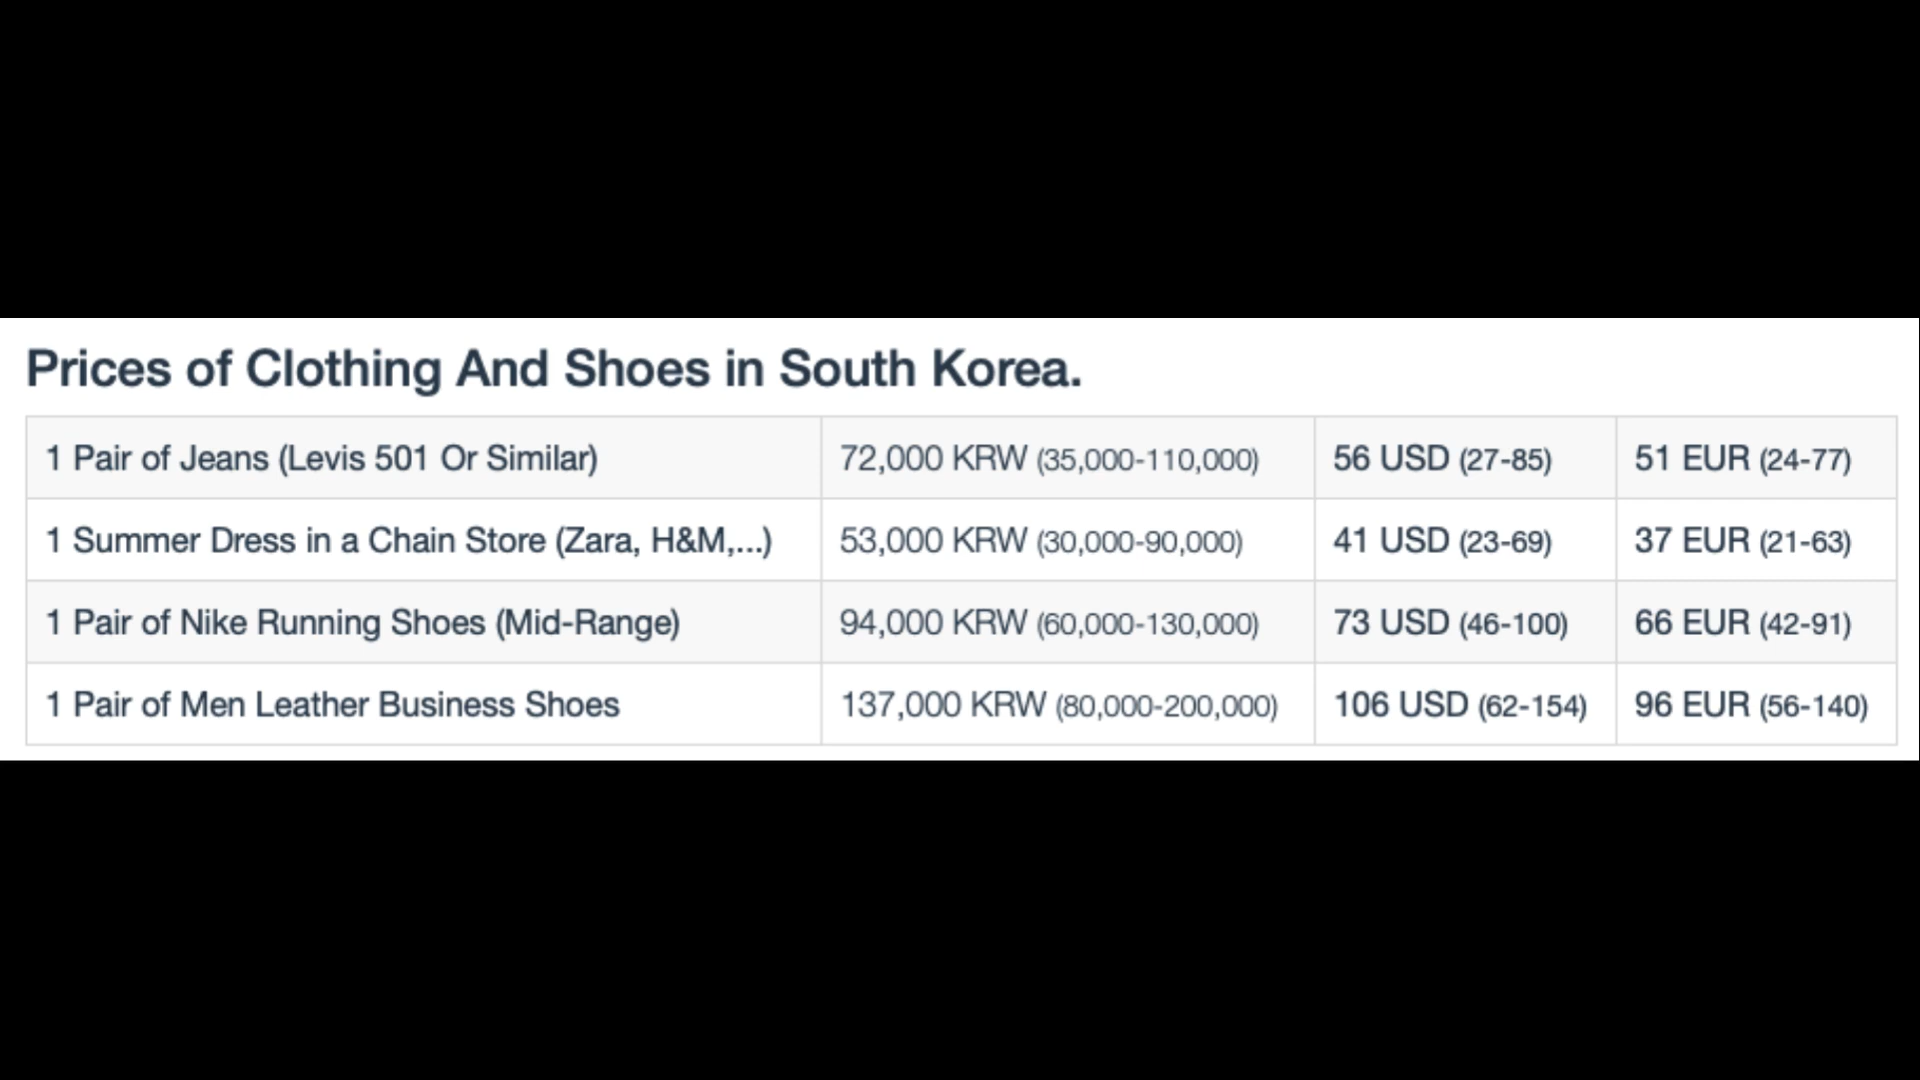 Prices of Clothing And Shoes in South Korea.
1 Pair of Jeans (Levis 501 Or Similar) 72,000 KRW (35,000-110,000) 56 USD (27-85) 51 EUR (24-77)
1 Summer Dress in a Chain Store (Zara, H&M,...) 53,000 KRW (30,000-90,000) 41 USD (23-69) 37 EUR (21-63)
1 Pair of Nike Running Shoes (Mid-Range) 94,000 KRW (60,000-130,000) 73 USD (46-100) 66 EUR (42-91)
1 Pair of Men Leather Business Shoes 137,000 KRW (80,000-200,000) 106 USD (62-154) 96 EUR (56-140)